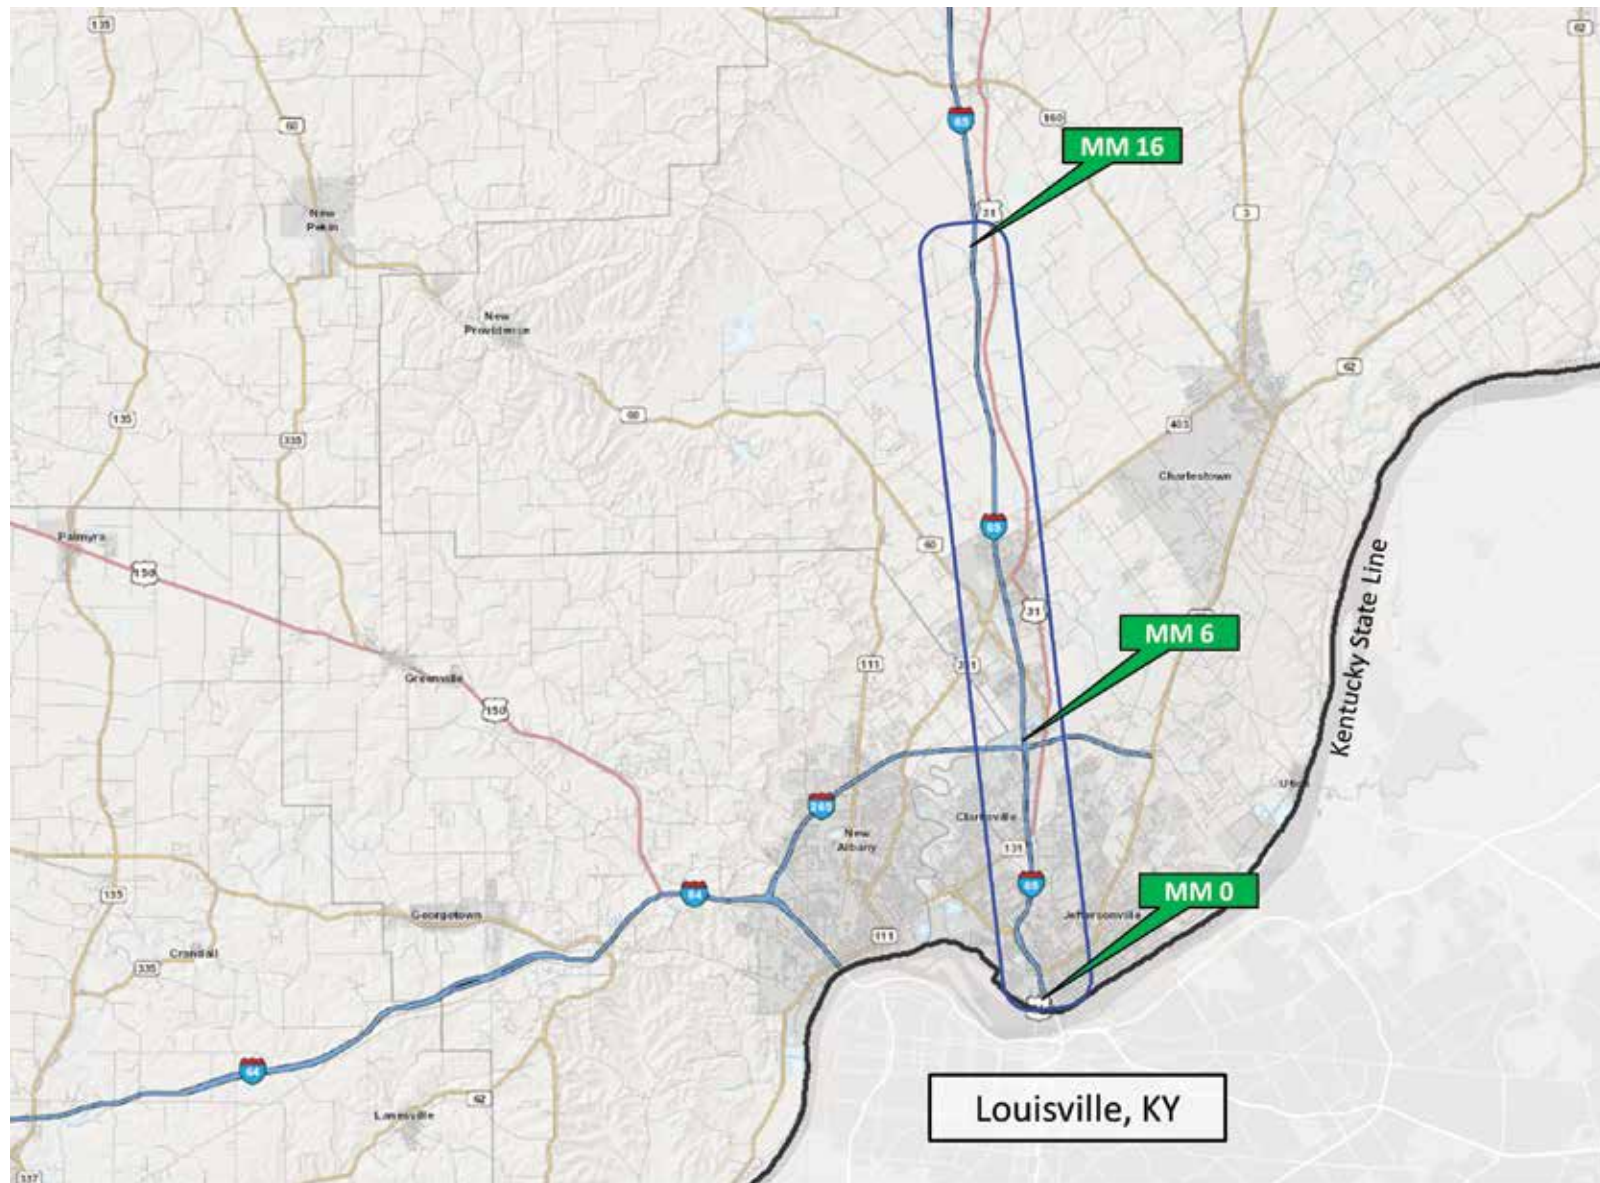 135
62
60
65
160
MM 16
New
Pekin
31
3
New
Providence
62
60
135
335
403
Charlestown
65
Palmyra
60
150
31
MM 6
111
Greenville
150
Kentucky State Line
265
Clarksville
New
Albany
131
65
64
MM 0
135
Georgetown
Jeffersonville
111
Crandall
335
64
62
Louisville, KY
Lanesville
337